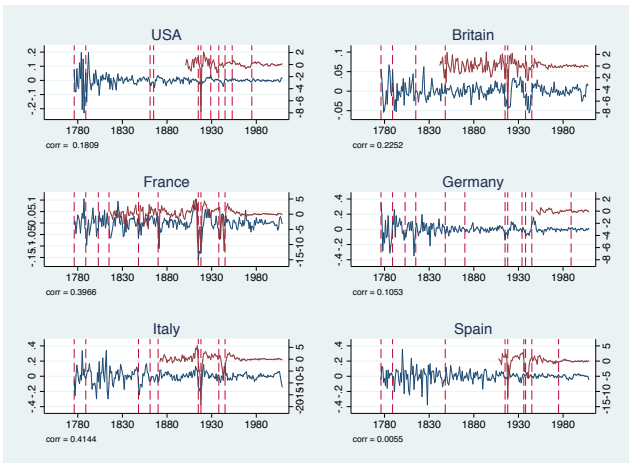 USA
-.2 -.1 0 .1 .2
-8 -6 -4 -2 0 2
1780 1830 1880 1930 1980
corr = 0.1809
Britain
-.05 0 .05 .1
-8 -6 -4 -2 0 2
1780 1830 1880 1930 1980
corr = 0.2252
France
-.15 -.1 -.05 0 .05 .1
-15 -10 -5 0 5
1780 1830 1880 1930 1980
corr = 0.3966
Germany
-.4 -.2 0 .2 .4
-8 -6 -4 -2 0 2 4
1780 1830 1880 1930 1980
corr = 0.1053
Italy
-.4 -.2 0 .2 .4
-20 -15 -10 -5 0 5
1780 1830 1880 1930 1980
corr = 0.4144
Spain
-.4 -.2 0 .2 .4
-15 -10 -5 0 5
1780 1830 1880 1930 1980
corr = 0.0055